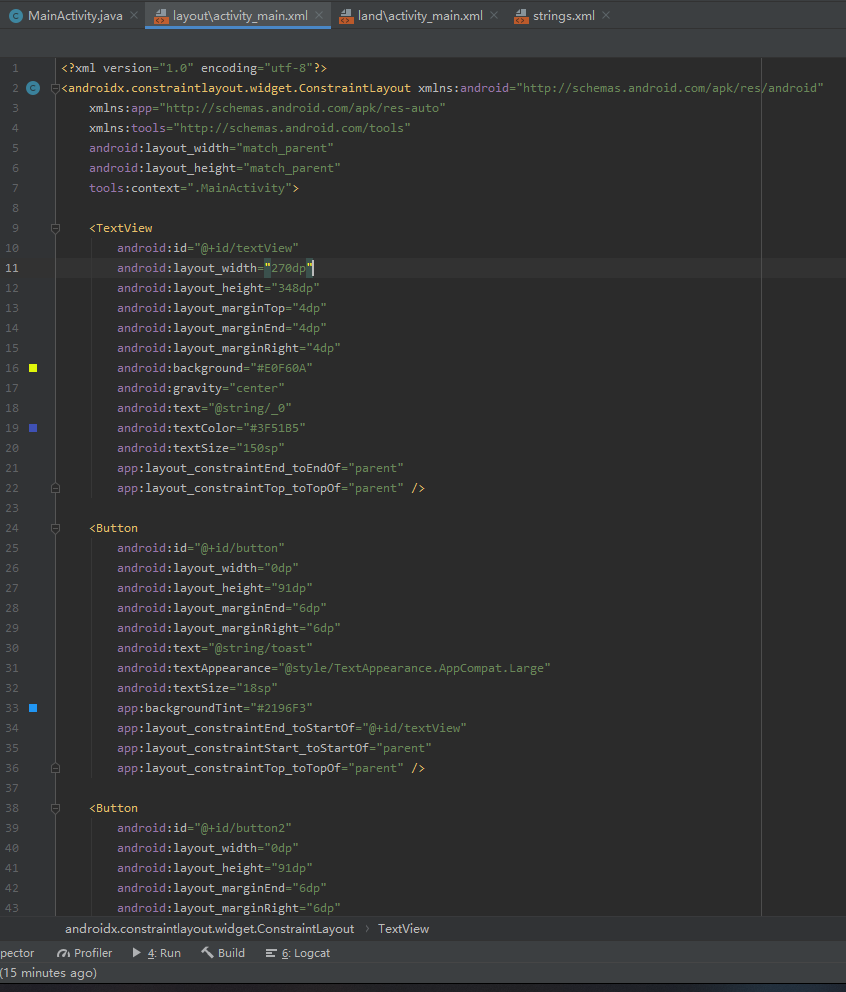 MainActivity.java layout\activity_main.xml land\activity_main.xml strings.xml
1 <?xml version="1.0" encoding="utf-8"?>
2 <androidx.constraintlayout.widget.ConstraintLayout xmlns:android="http://schemas.android.com/apk/res/android"
3 xmlns:app="http://schemas.android.com/apk/res-auto"
4 xmlns:tools="http://schemas.android.com/tools"
5 android:layout_width="match_parent"
6 android:layout_height="match_parent"
7 tools:context=".MainActivity">
8
9 <TextView
10 android:id="@+id/textView"
11 android:layout_width="270dp"
12 android:layout_height="348dp"
13 android:layout_marginTop="4dp"
14 android:layout_marginEnd="4dp"
15 android:layout_marginRight="4dp"
16 android:background="#E0F60A"
17 android:gravity="center"
18 android:text="@string/_0"
19 android:textColor="#3F51B5"
20 android:textSize="150sp"
21 app:layout_constraintEnd_toEndOf="parent"
22 app:layout_constraintTop_toTopOf="parent" />
23
24 <Button
25 android:id="@+id/button"
26 android:layout_width="0dp"
27 android:layout_height="91dp"
28 android:layout_marginEnd="6dp"
29 android:layout_marginRight="6dp"
30 android:text="@string/toast"
31 android:textAppearance="@style/TextAppearance.AppCompat.Large"
32 android:textSize="18sp"
33 app:backgroundTint="#2196F3"
34 app:layout_constraintEnd_toStartOf="@+id/textView"
35 app:layout_constraintStart_toStartOf="parent"
36 app:layout_constraintTop_toTopOf="parent" />
37
38 <Button
39 android:id="@+id/button2"
40 android:layout_width="0dp"
41 android:layout_height="91dp"
42 android:layout_marginEnd="6dp"
43 android:layout_marginRight="6dp"
androidx.constraintlayout.widget.ConstraintLayout › TextView
pector Profiler 4: Run Build 6: Logcat
(15 minutes ago)